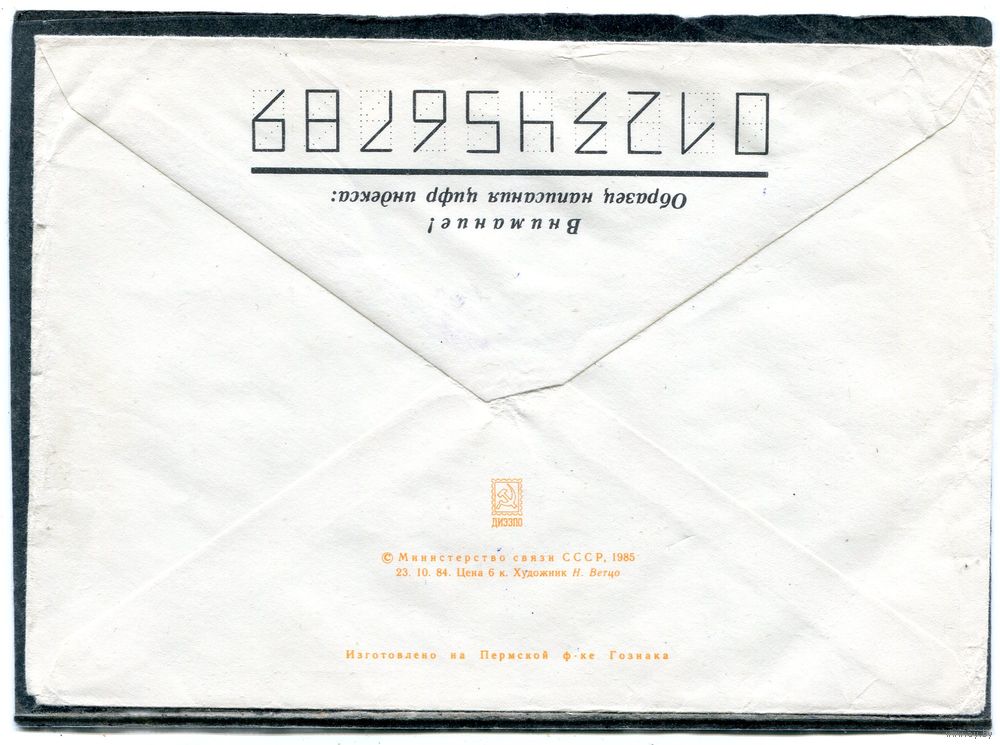 Внимание!
Образец написания цифр индекса:
0123456789
ДИЭЗПО
© Министерство связи СССР, 1985
23. 10. 84. Цена 6 к. Художник Н. Ветцо
Изготовлено на Пермской ф-ке Гознака